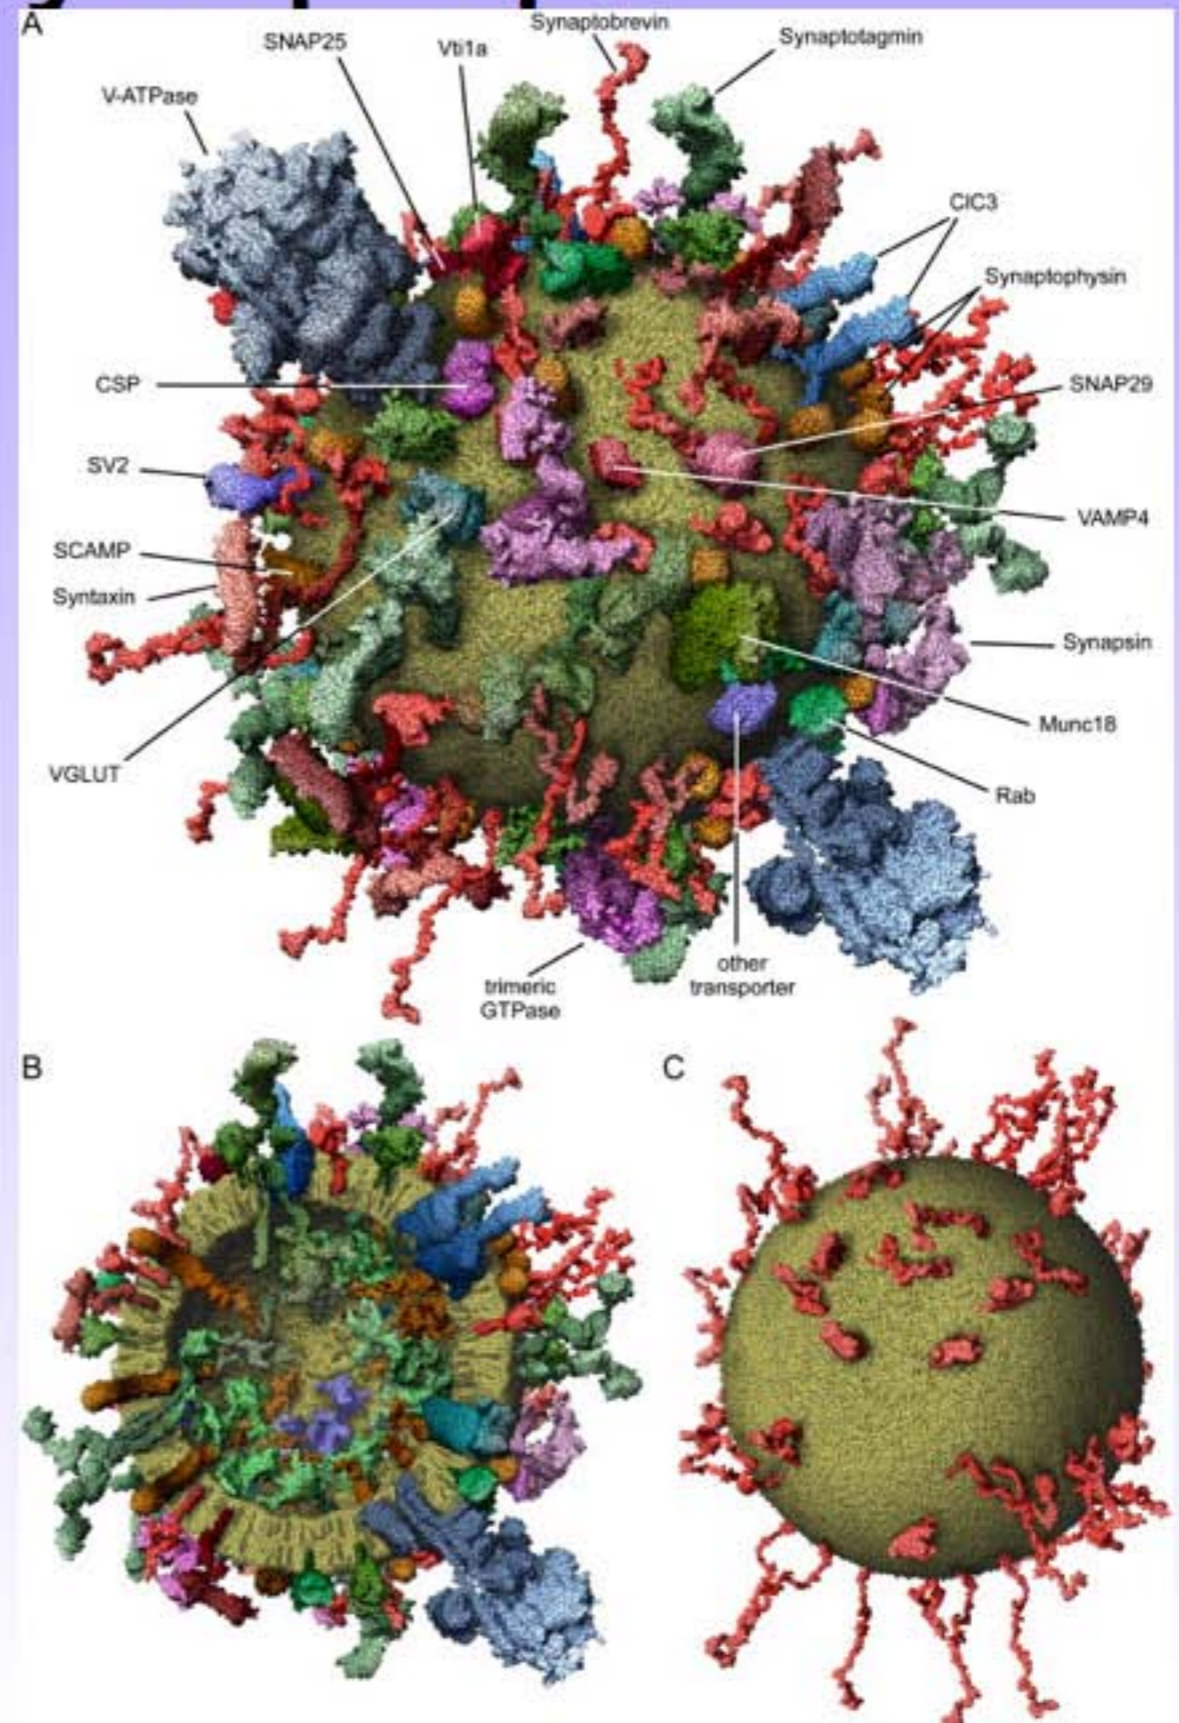 A
Synaptobrevin
SNAP25
Vti1a
Synaptotagmin
V-ATPase
ClC3
Synaptophysin
CSP
SNAP29
SV2
VAMP4
SCAMP
Syntaxin
Synapsin
Munc18
VGLUT
Rab
other
transporter
trimeric
GTPase
B
C